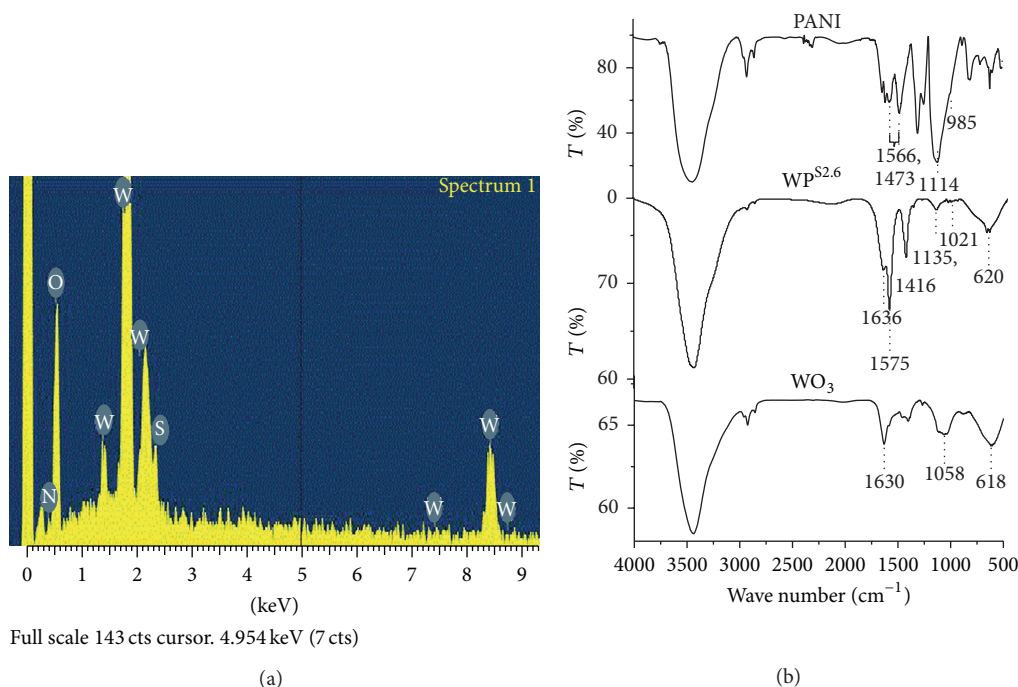 Spectrum 1
W
O
W
W
S
W
N
W
W
0 1 2 3 4 5 6 7 8 9
(keV)
Full scale 143 cts cursor. 4.954 keV (7 cts)
(a)
(b)
PANI
80
40
0
T (%)
1566,
1473
1114
985
WP^S2.6
70
60
T (%)
1636
1575
1416
1135,
1021
620
WO₃
65
60
T (%)
1630
1058
618
4000 3500 3000 2500 2000 1500 1000 500
Wave number (cm⁻¹)
(b)